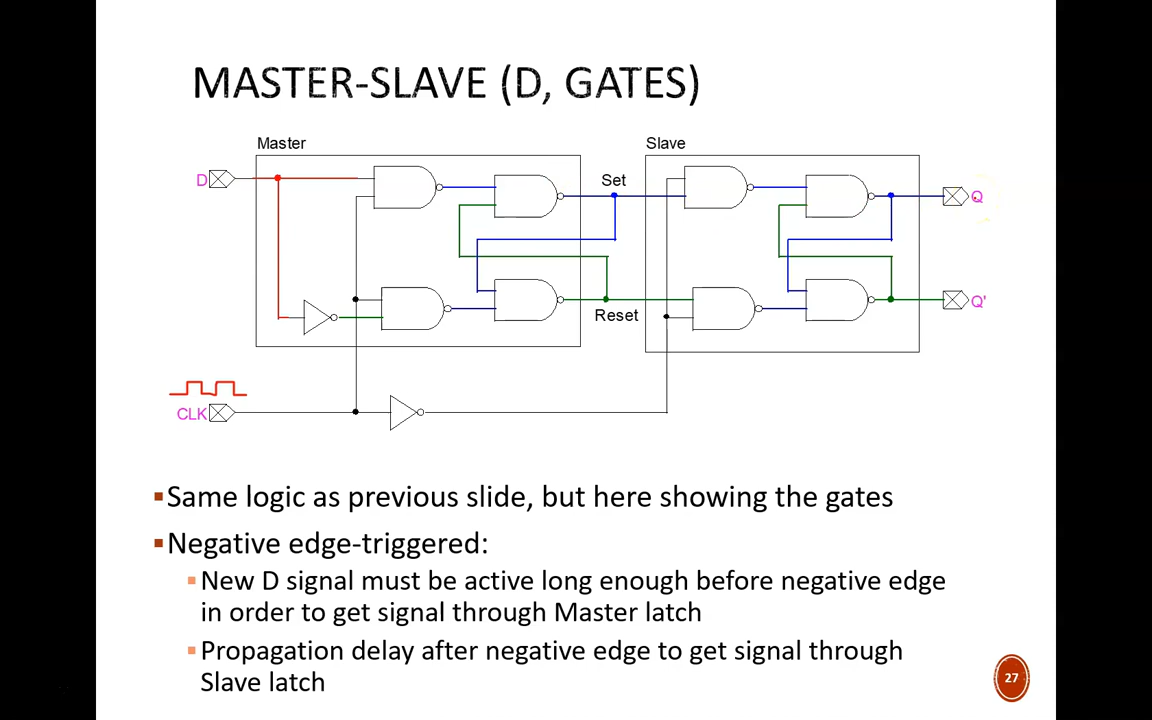 MASTER-SLAVE (D, GATES)
Master
Slave
D
Set
Q
Reset
Q'
CLK
▪Same logic as previous slide, but here showing the gates
▪Negative edge-triggered:
▪New D signal must be active long enough before negative edge
in order to get signal through Master latch
▪Propagation delay after negative edge to get signal through
Slave latch
27